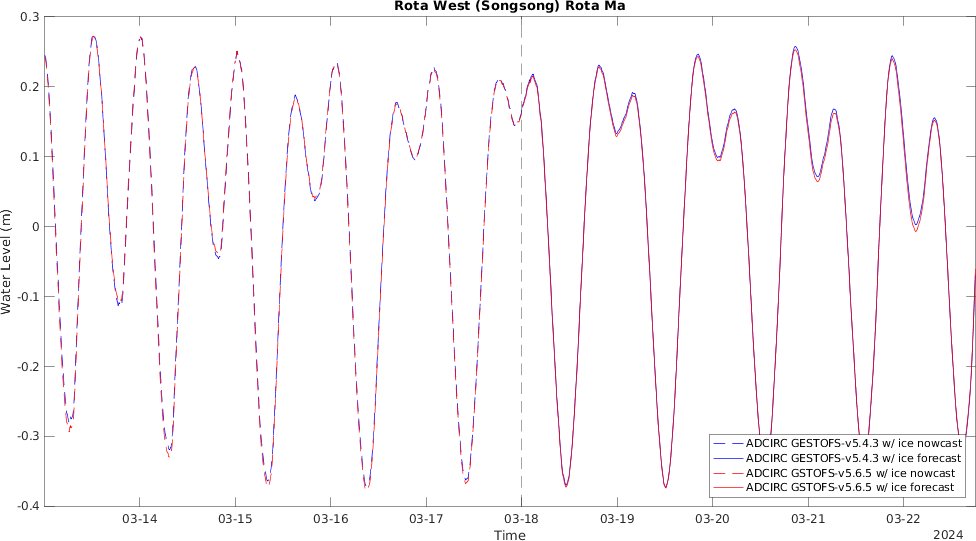 Rota West (Songsong) Rota Ma
0.3
0.2
0.1
0
-0.1
-0.2
-0.3
-0.4
Water Level (m)
ADCIRC GESTOFS-v5.4.3 w/ ice nowcast
ADCIRC GESTOFS-v5.4.3 w/ ice forecast
ADCIRC GSTOFS-v5.6.5 w/ ice nowcast
ADCIRC GSTOFS-v5.6.5 w/ ice forecast
03-14 03-15 03-16 03-17 03-18 03-19 03-20 03-21 03-22
Time
2024